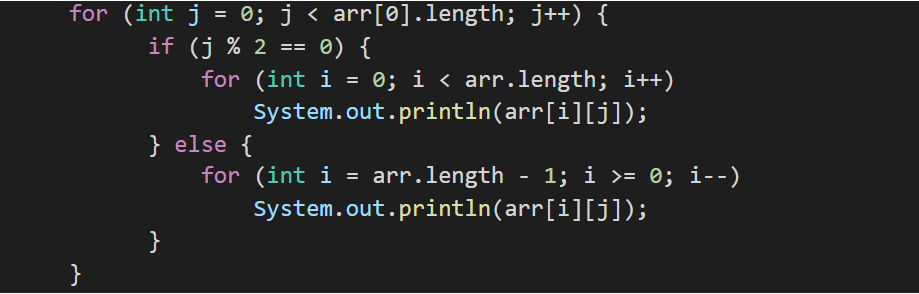 for (int j = 0; j < arr[0].length; j++) {
if (j % 2 == 0) {
for (int i = 0; i < arr.length; i++)
System.out.println(arr[i][j]);
} else {
for (int i = arr.length - 1; i >= 0; i--)
System.out.println(arr[i][j]);
}
}